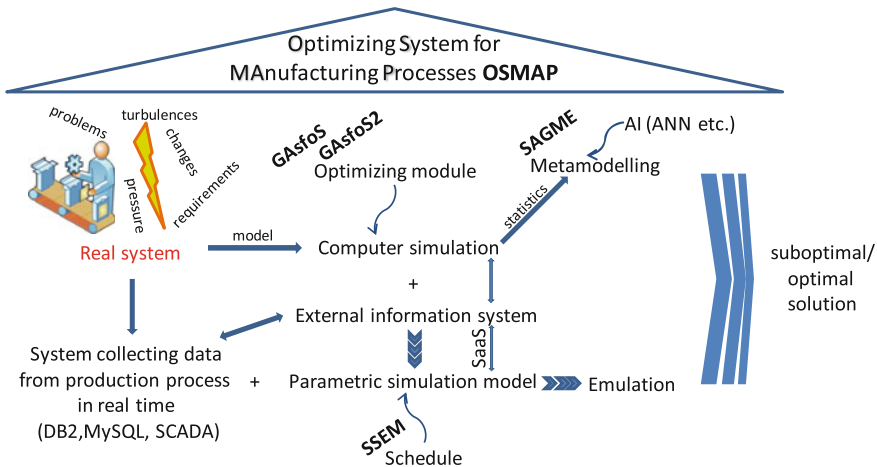 Optimizing System for
MAnufacturing Processes OSMAP
problems
turbulences
changes
requirements
pressure
Real system
model
GAsfoS
GAsfoS2
Optimizing module
Computer simulation
statistics
SAGME
AI (ANN etc.)
Metamodelling
suboptimal/
optimal
solution
+
External information system
SaaS
System collecting data
from production process
in real time
(DB2,MySQL, SCADA)
+
Parametric simulation model
Emulation
SSEM
Schedule